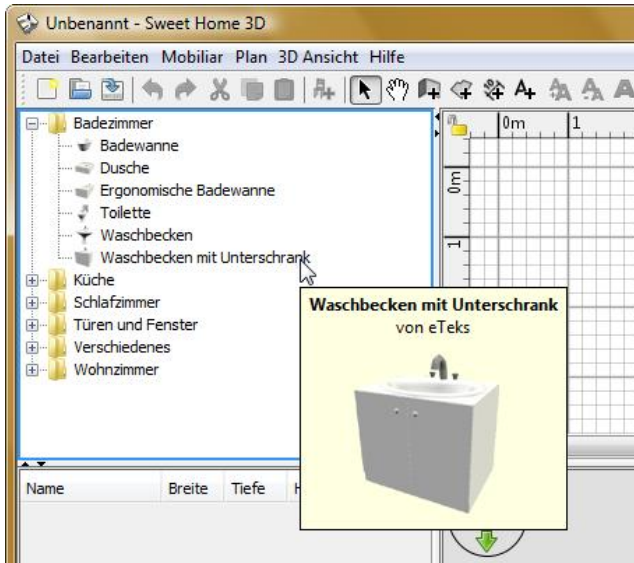 Unbenannt - Sweet Home 3D
Datei Bearbeiten Mobiliar Plan 3D Ansicht Hilfe
Badezimmer
Badewanne
Dusche
Ergonomische Badewanne
Toilette
Waschbecken
Waschbecken mit Unterschrank
Küche
Schlafzimmer
Türen und Fenster
Verschiedenes
Wohnzimmer
0m 1
0m
1
Waschbecken mit Unterschrank
von eTeks
Name Breite Tiefe